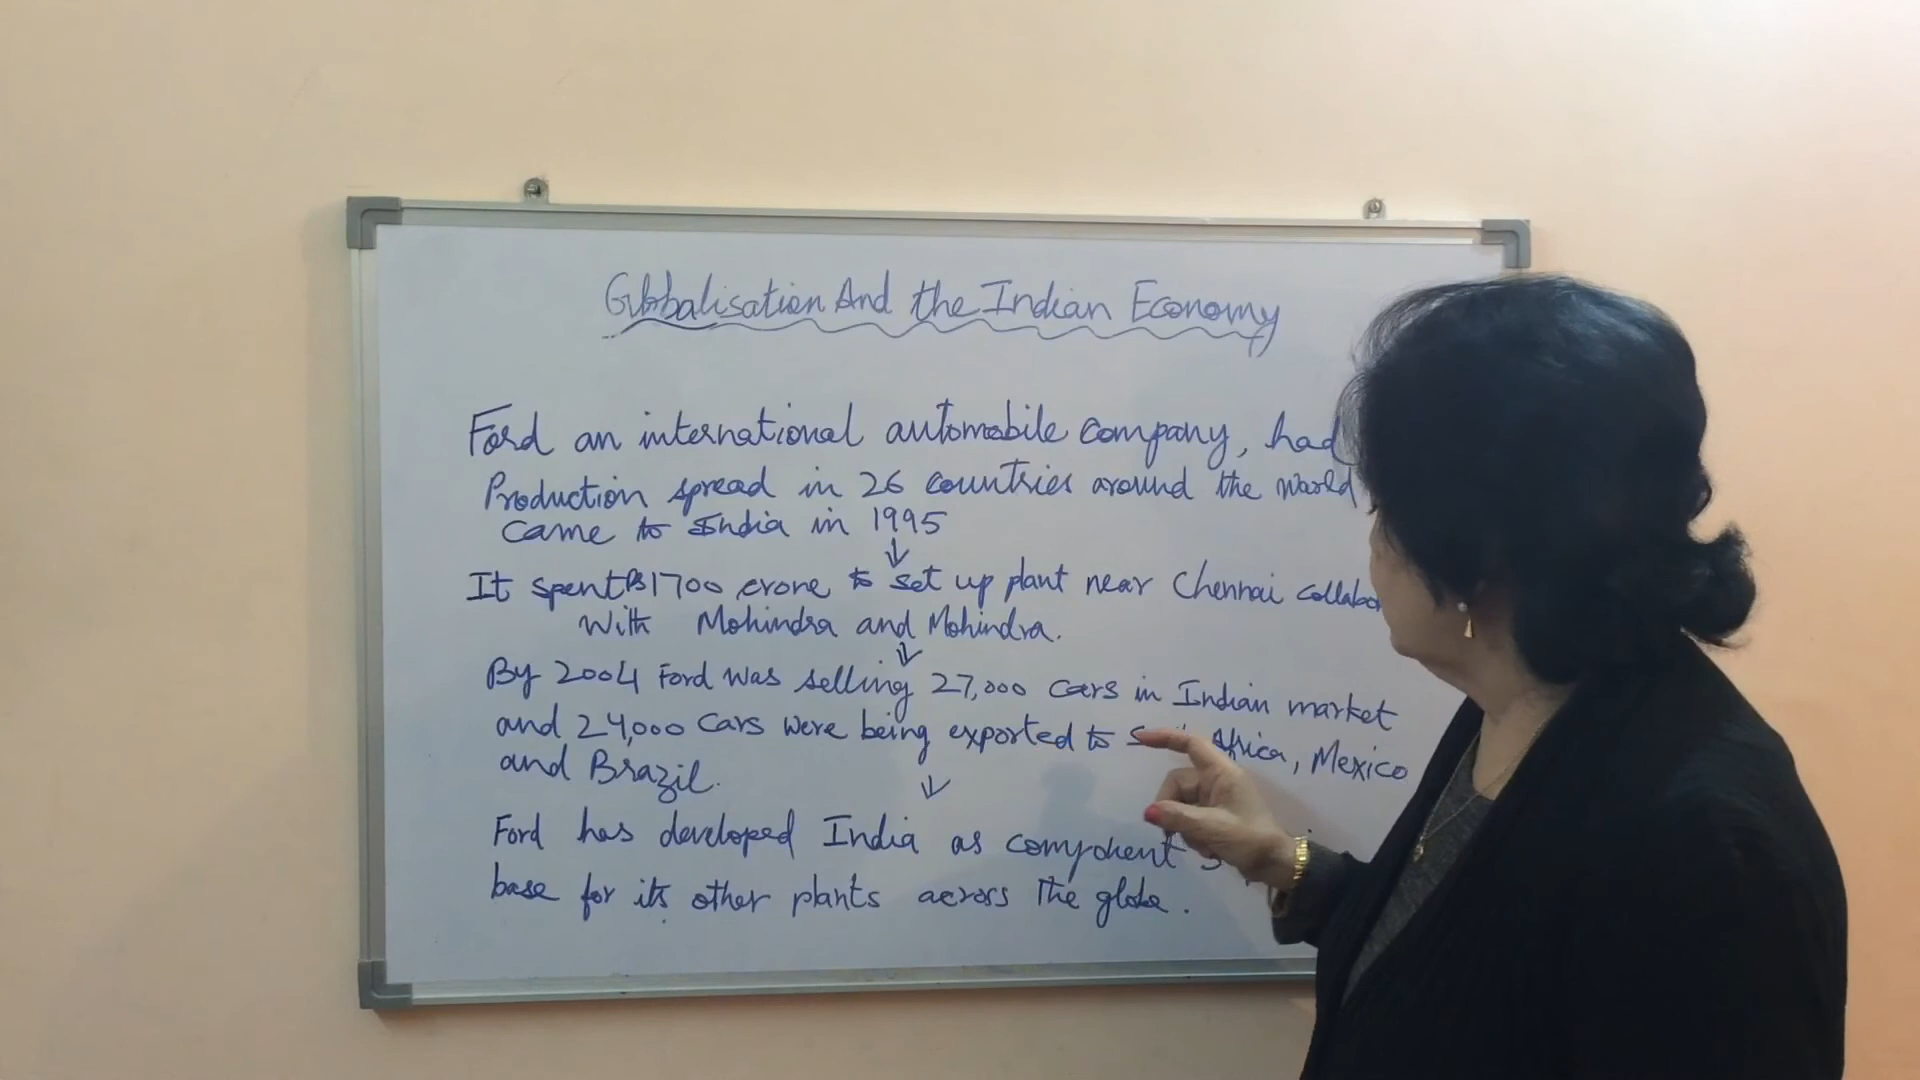 Globalisation And the Indian Economy
Ford an international automobile company, had
Production spread in 26 countries around the world
came to India in 1995
↓
It spent ₨1700 crore to set up plant near Chennai collabor
with Mohindra and Mohindra.
↓
By 2004 Ford was selling 27,000 cars in Indian market
and 24,000 cars were being exported to Africa, Mexico
and Brazil.
↓
Ford has developed India as component
base for its other plants across the globe.